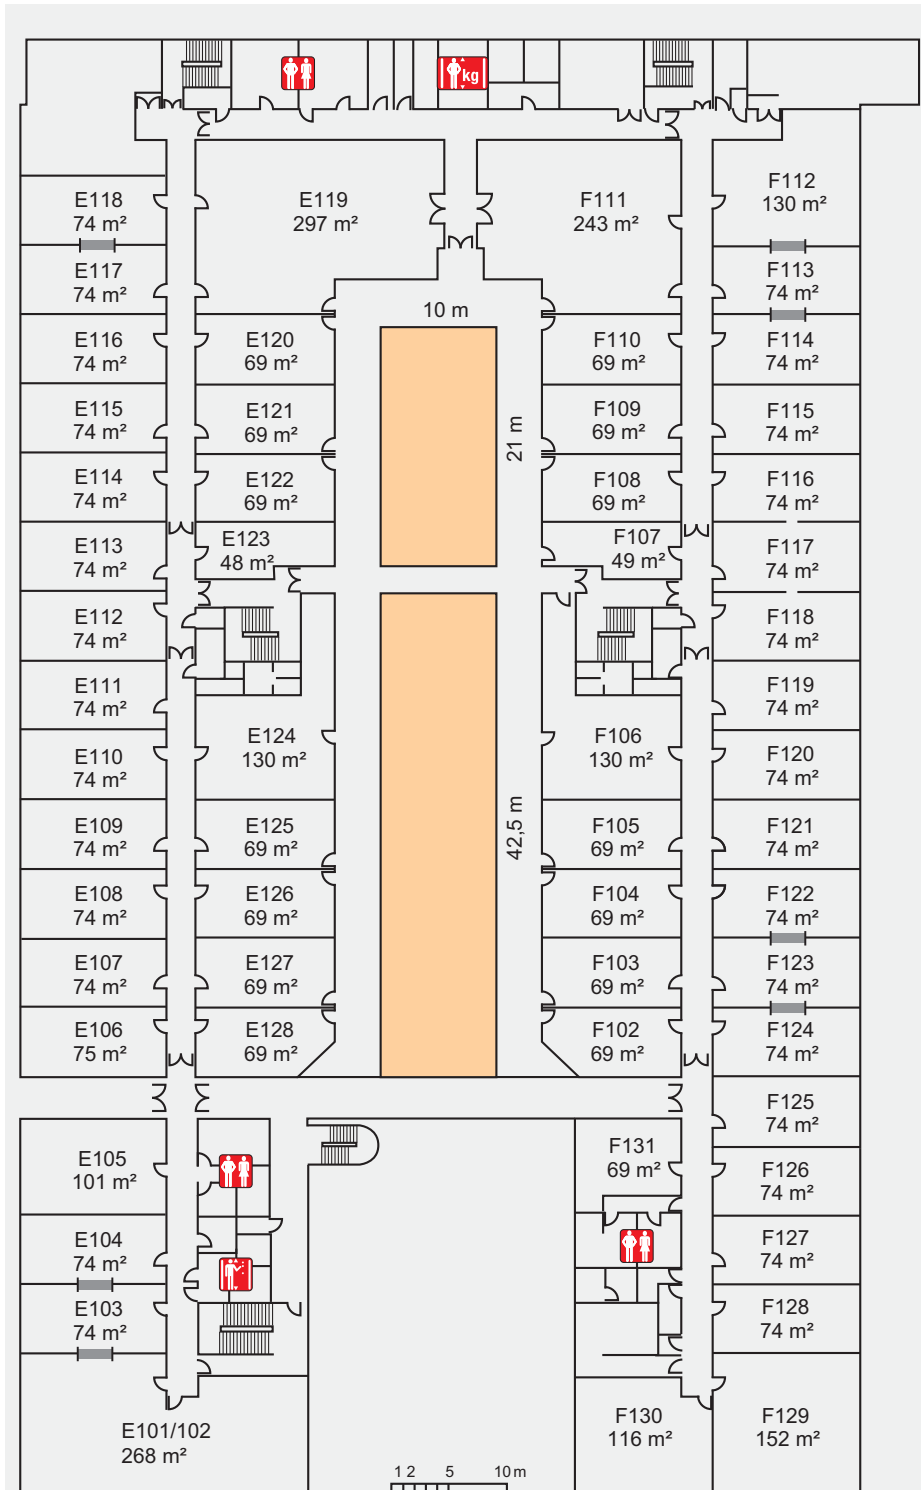 kg
E118
74 m²
E119
297 m²
F111
243 m²
F112
130 m²
E117
74 m²
F113
74 m²
10 m
E116
74 m²
E120
69 m²
F110
69 m²
F114
74 m²
E115
74 m²
E121
69 m²
21 m
F109
69 m²
F115
74 m²
E114
74 m²
E122
69 m²
F108
69 m²
F116
74 m²
E113
74 m²
E123
48 m²
F107
49 m²
F117
74 m²
E112
74 m²
F118
74 m²
E111
74 m²
F119
74 m²
E110
74 m²
E124
130 m²
F106
130 m²
F120
74 m²
E109
74 m²
E125
69 m²
42,5 m
F105
69 m²
F121
74 m²
E108
74 m²
E126
69 m²
F104
69 m²
F122
74 m²
E107
74 m²
E127
69 m²
F103
69 m²
F123
74 m²
E106
75 m²
E128
69 m²
F102
69 m²
F124
74 m²
F125
74 m²
E105
101 m²
F131
69 m²
F126
74 m²
E104
74 m²
F127
74 m²
E103
74 m²
F128
74 m²
E101/102
268 m²
F130
116 m²
F129
152 m²
1 2 5 10 m